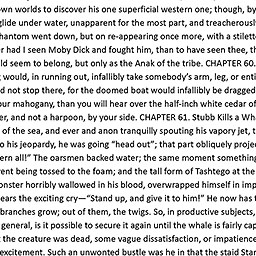 own worlds to discover his one superficial western one; though, by
glide under water, unapparent for the most part, and treacherously
phantom went down, but on re-appearing once more, with a stilett
er had I seen Moby Dick and fought him, than to have seen thee, th
ld seem to belong, but only as the Anak of the tribe. CHAPTER 60.
g would, in running out, infallibly take somebody's arm, leg, or enti
d not stop there, for the doomed boat would infallibly be dragged
our mahogany, than you will hear over the half-inch white cedar of
er, and not a harpoon, by your side. CHAPTER 61. Stubb Kills a Wha
of the sea, and ever and anon tranquilly spouting his vapory jet, t
o his jeopardy, he was going "head out"; that part obliquely projec
ern all!" The oarsmen backed water; the same moment something
vent being tossed to the foam; and the tall form of Tashtego at the
onster horribly wallowed in his blood, overwrapped himself in imp
ears the exciting cry—"Stand up, and give it to him!" He now has t
branches grow; out of them, the twigs. So, in productive subjects,
general, is it possible to secure it again until the whale is fairly cap
t the creature was dead, some vague dissatisfaction, or impatience
excitement. Such an unwonted bustle was he in that the staid Star